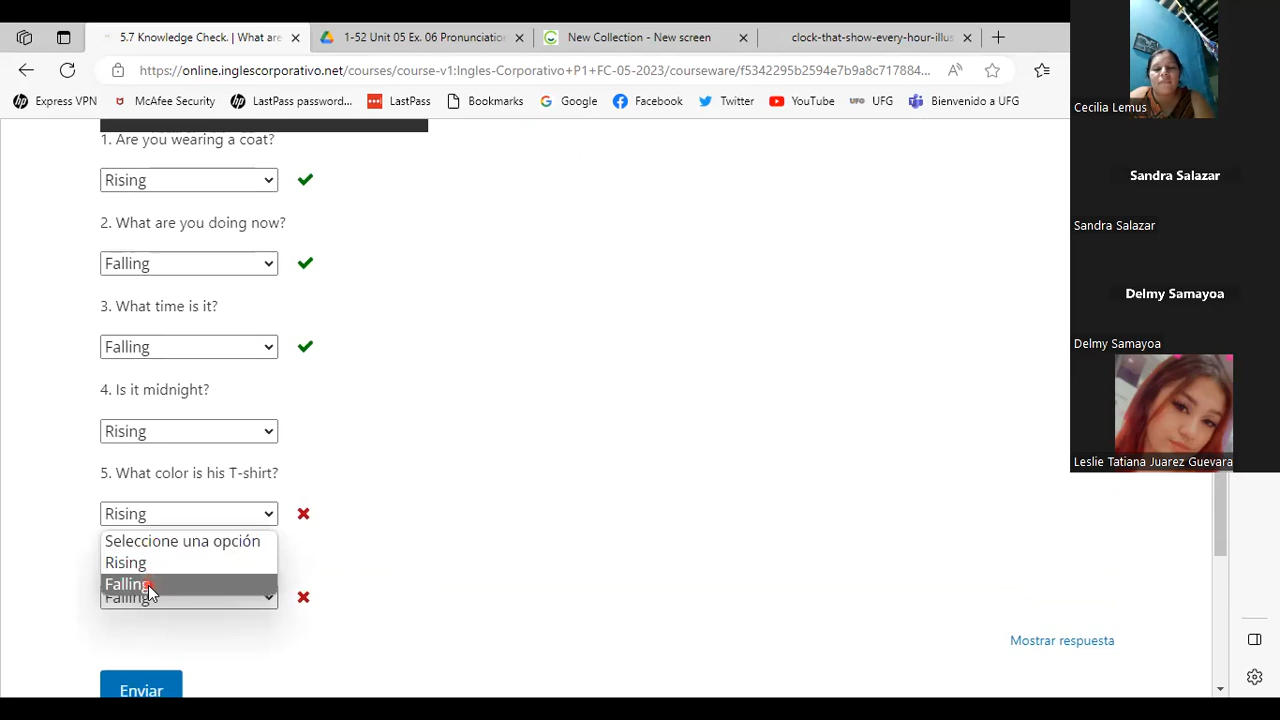 5.7 Knowledge Check. | What are
1-52 Unit 05 Ex. 06 Pronunciation
New Collection - New screen
clock-that-show-every-hour-illus
https://online.inglescorporativo.net/courses/course-v1:Ingles-Corporativo+P1+FC-05-2023/courseware/f5342295b2594e7b9a8c717884...
Express VPN
McAfee Security
LastPass password...
LastPass
Bookmarks
Google
Facebook
Twitter
YouTube
UFG
Bienvenido a UFG
Cecilia Lemus
Sandra Salazar
Sandra Salazar
Delmy Samayoa
Delmy Samayoa
Leslie Tatiana Juarez Guevara
1. Are you wearing a coat?
Rising
2. What are you doing now?
Falling
3. What time is it?
Falling
4. Is it midnight?
Rising
5. What color is his T-shirt?
Rising
Seleccione una opción
Rising
Falling
Falling
Mostrar respuesta
Enviar